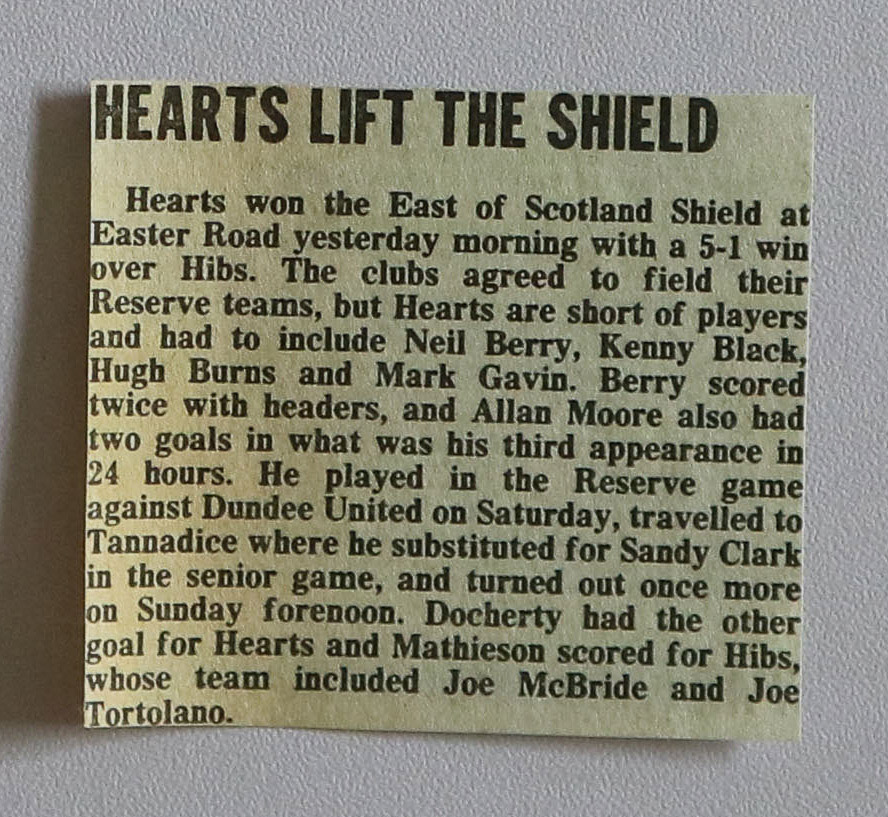 HEARTS LIFT THE SHIELD
Hearts won the East of Scotland Shield at
Easter Road yesterday morning with a 5-1 win
over Hibs. The clubs agreed to field their
Reserve teams, but Hearts are short of players
and had to include Neil Berry, Kenny Black,
Hugh Burns and Mark Gavin. Berry scored
twice with headers, and Allan Moore also had
two goals in what was his third appearance in
24 hours. He played in the Reserve game
against Dundee United on Saturday, travelled to
Tannadice where he substituted for Sandy Clark
in the senior game, and turned out once more
on Sunday forenoon. Docherty had the other
goal for Hearts and Mathieson scored for Hibs,
whose team included Joe McBride and Joe
Tortolano.